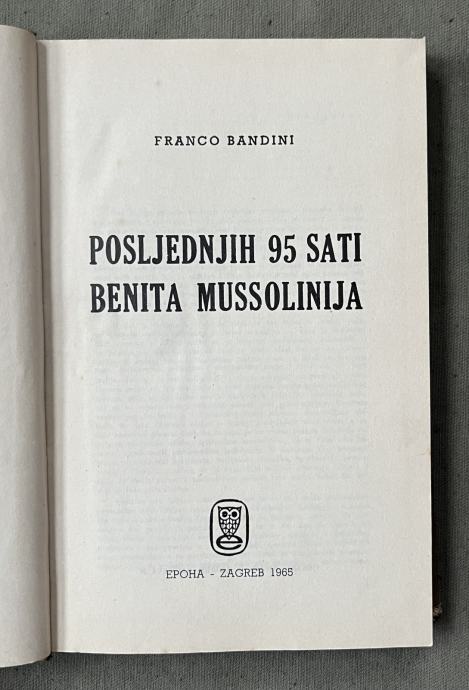 FRANCO BANDINI
POSLJEDNJIH 95 SATI
BENITA MUSSOLINIJA
EPOHA - ZAGREB 1965